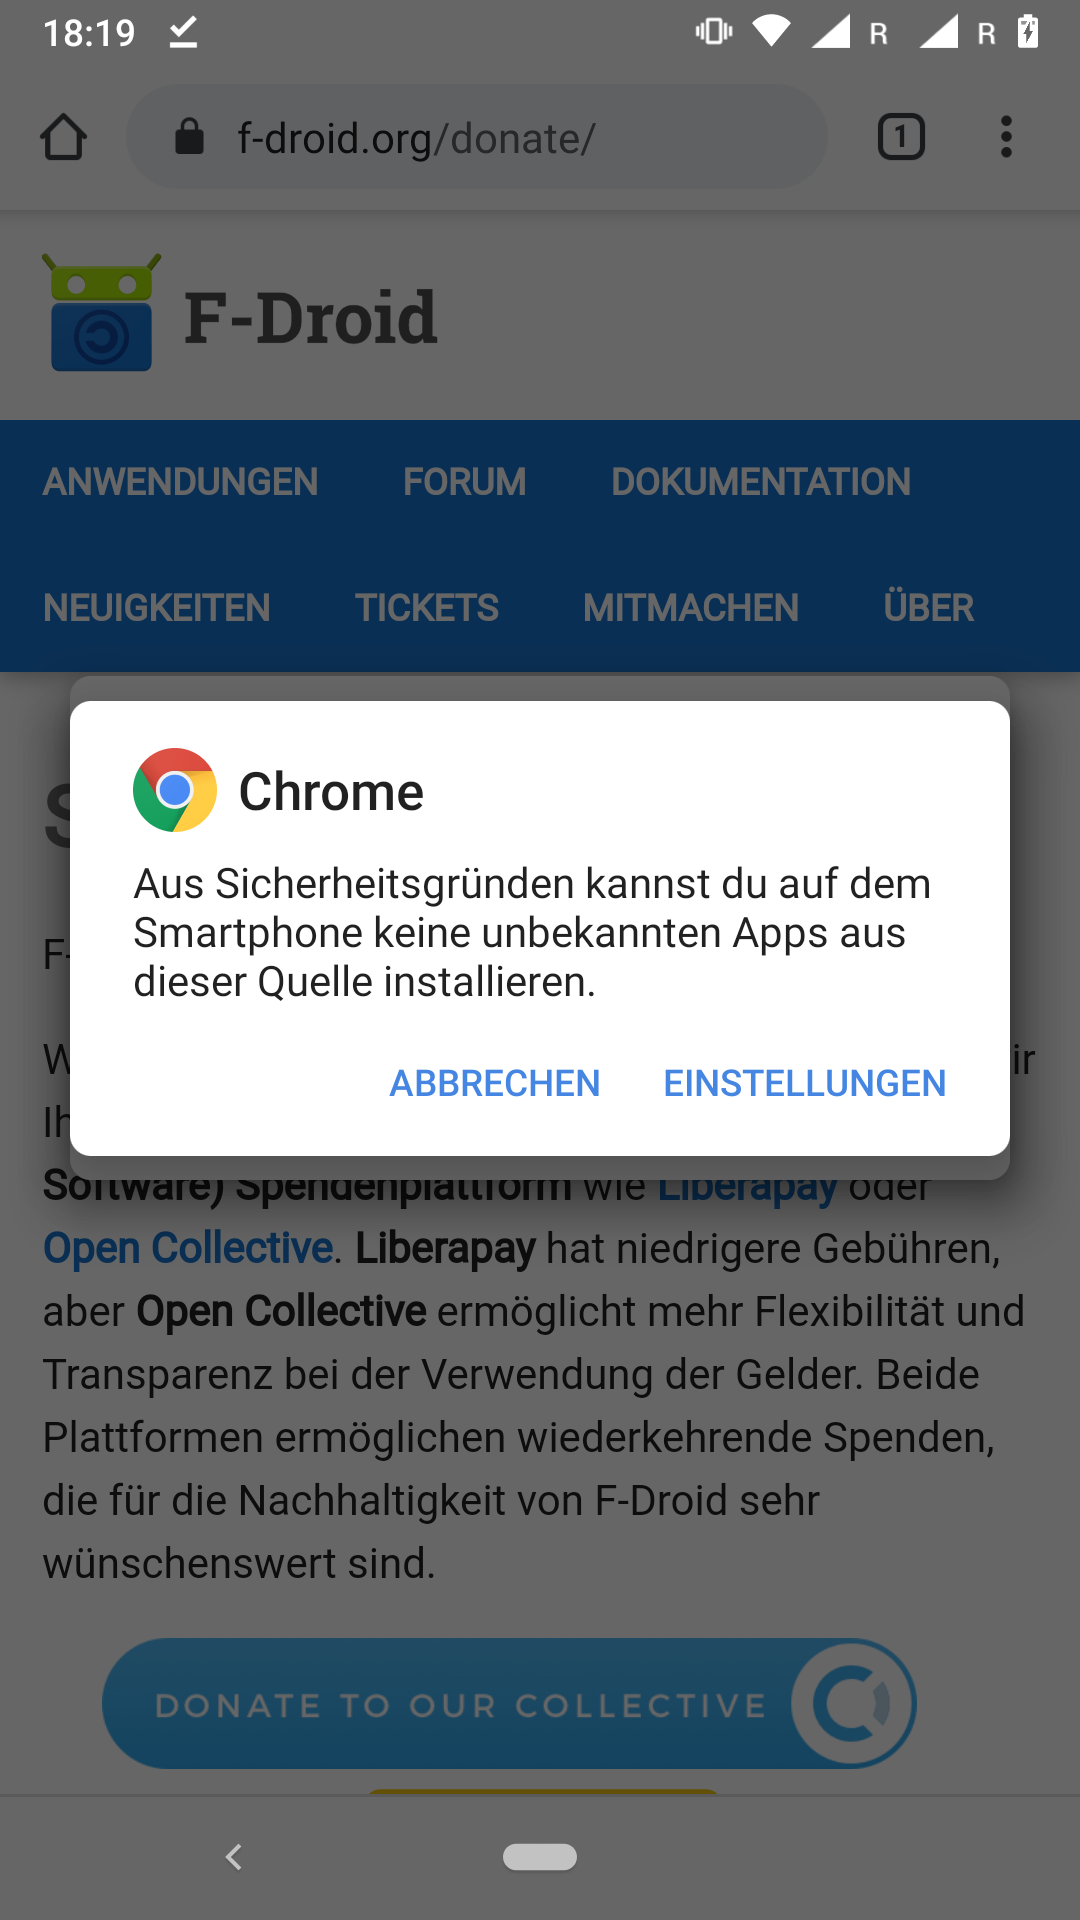 18:19 R R
f-droid.org/donate/ 1
F-Droid
ANWENDUNGEN FORUM DOKUMENTATION
NEUIGKEITEN TICKETS MITMACHEN ÜBER
Chrome
Aus Sicherheitsgründen kannst du auf dem
Smartphone keine unbekannten Apps aus
dieser Quelle installieren.
ABBRECHEN EINSTELLUNGEN
Software) Spendenplattform wie Liberapay oder
Open Collective. Liberapay hat niedrigere Gebühren,
aber Open Collective ermöglicht mehr Flexibilität und
Transparenz bei der Verwendung der Gelder. Beide
Plattformen ermöglichen wiederkehrende Spenden,
die für die Nachhaltigkeit von F-Droid sehr
wünschenswert sind.
DONATE TO OUR COLLECTIVE